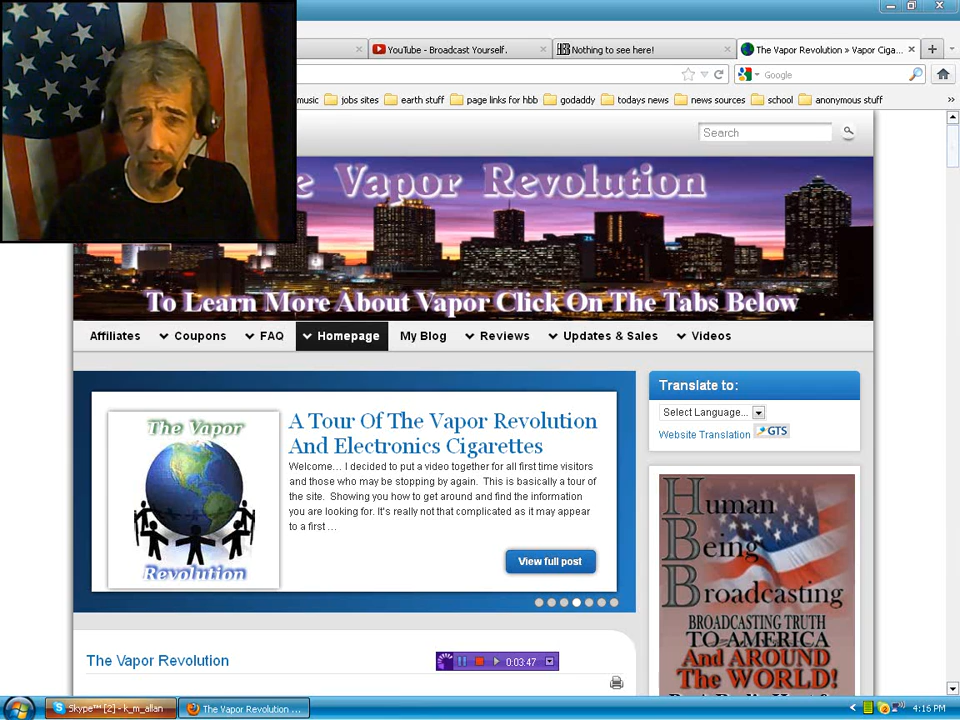 YouTube - Broadcast Yourself.
Nothing to see here!
The Vapor Revolution » Vapor Ciga...
Google
music
jobs sites
earth stuff
page links for hbb
godaddy
todays news
news sources
school
anonymous stuff
Search
e Vapor Revolution
To Learn More About Vapor Click On The Tabs Below
Affiliates
Coupons
FAQ
Homepage
My Blog
Reviews
Updates & Sales
Videos
The Vapor
Revolution
A Tour Of The Vapor Revolution
And Electronics Cigarettes
Welcome… I decided to put a video together for all first time visitors
and those who may be stopping by again. This is basically a tour of
the site. Showing you how to get around and find the information
you are looking for. It's really not that complicated as it may appear
to a first …
View full post
Translate to:
Select Language...
Website Translation
GTS
Human
Being
Broadcasting
BROADCASTING TRUTH
TO AMERICA
And AROUND
The WORLD!
The Vapor Revolution
0:03:47
Skype™ [2] - k_m_allan
The Vapor Revolution ...
4:16 PM